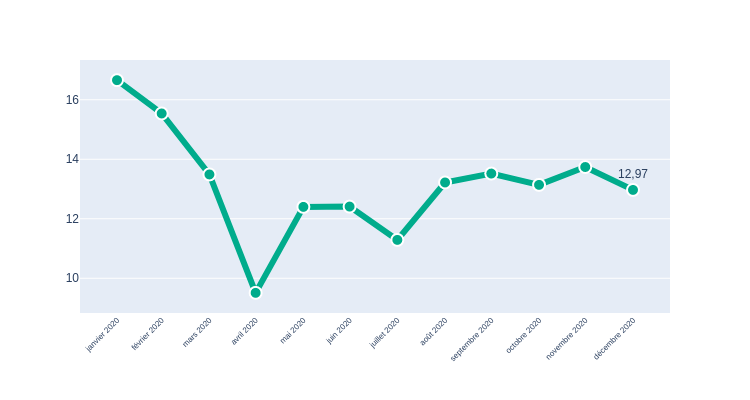 16
14
12
10
12,97
janvier 2020
février 2020
mars 2020
avril 2020
mai 2020
juin 2020
juillet 2020
août 2020
septembre 2020
octobre 2020
novembre 2020
décembre 2020